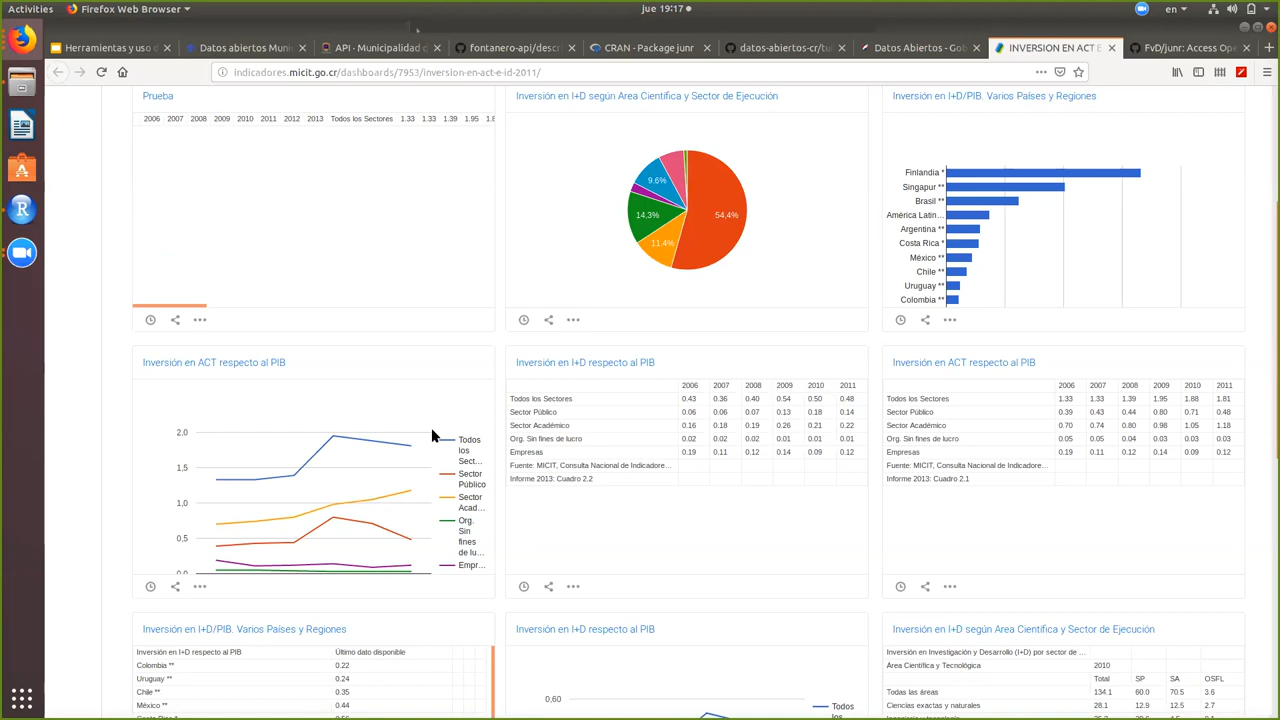 Activities Firefox Web Browser jue 19:17 en
Herramientas y uso d Datos abiertos Muni API - Municipalidad c fontanero-api/descri CRAN - Package junr datos-abiertos-cr/tut Datos Abiertos - Gob INVERSION EN ACT E FvD/junr: Access Ope
indicadores.micit.go.cr/dashboards/7953/inversion-en-act-e-id-2011/
Prueba
2006 2007 2008 2009 2010 2011 2012 2013 Todos los Sectores 1.33 1.33 1.39 1.95 1.8
Inversión en I+D según Area Científica y Sector de Ejecución
9.6%
14,3%
54,4%
11.4%
Inversión en I+D/PIB. Varios Países y Regiones
Finlandia *
Singapur **
Brasil **
América Latin...
Argentina **
Costa Rica *
México **
Chile **
Uruguay **
Colombia **
Inversión en ACT respecto al PIB
2.0
1,5
1,0
0,5
0,0
Todos
los
Sect...
Sector
Público
Sector
Acad...
Org.
Sin
fines
de lu...
Empr...
Inversión en I+D respecto al PIB
2006 2007 2008 2009 2010 2011
Todos los Sectores 0.43 0.36 0.40 0.54 0.50 0.48
Sector Público 0.06 0.06 0.07 0.13 0.18 0.14
Sector Académico 0.16 0.18 0.19 0.26 0.21 0.22
Org. Sin fines de lucro 0.02 0.02 0.02 0.01 0.01 0.01
Empresas 0.19 0.11 0.12 0.14 0.09 0.12
Fuente: MICIT, Consulta Nacional de Indicadore...
Informe 2013: Cuadro 2.2
Inversión en ACT respecto al PIB
2006 2007 2008 2009 2010 2011
Todos los Sectores 1.33 1.33 1.39 1.95 1.88 1.81
Sector Público 0.39 0.43 0.44 0.80 0.71 0.48
Sector Académico 0.70 0.74 0.80 0.98 1.05 1.18
Org. Sin fines de lucro 0.05 0.05 0.04 0.03 0.03 0.03
Empresas 0.19 0.11 0.12 0.14 0.09 0.12
Fuente: MICIT, Consulta Nacional de Indicadore...
Informe 2013: Cuadro 2.1
Inversión en I+D/PIB. Varios Países y Regiones
Inversión en I+D respecto al PIB Último dato disponible
Colombia ** 0.22
Uruguay ** 0.24
Chile ** 0.35
México ** 0.44
Inversión en I+D respecto al PIB
0,60
Todos
los
Inversión en I+D según Area Científica y Sector de Ejecución
Inversión en Investigación y Desarrollo (I+D) por sector de ...
Área Científica y Tecnológica 2010
Total SP SA OSFL
Todas las áreas 134.1 60.0 70.5 3.6
Ciencias exactas y naturales 28.1 12.9 12.5 2.7